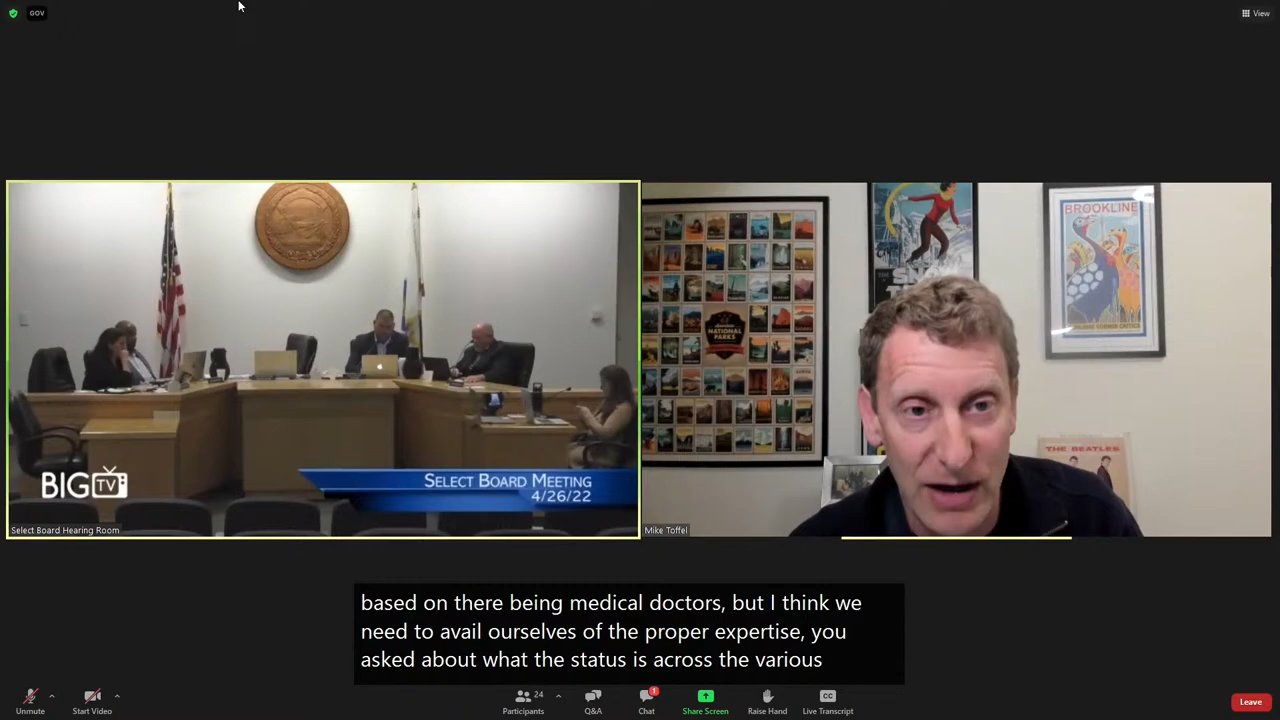 GOV
View
BROOKLINE
NATIONAL
PARKS
THE BEATLES
BIG TV
SELECT BOARD MEETING
4/26/22
Select Board Hearing Room
Mike Toffel
based on there being medical doctors, but I think we
need to avail ourselves of the proper expertise, you
asked about what the status is across the various
24
1
CC
Unmute
Start Video
Participants
Q&A
Chat
Share Screen
Raise Hand
Live Transcript
Leave